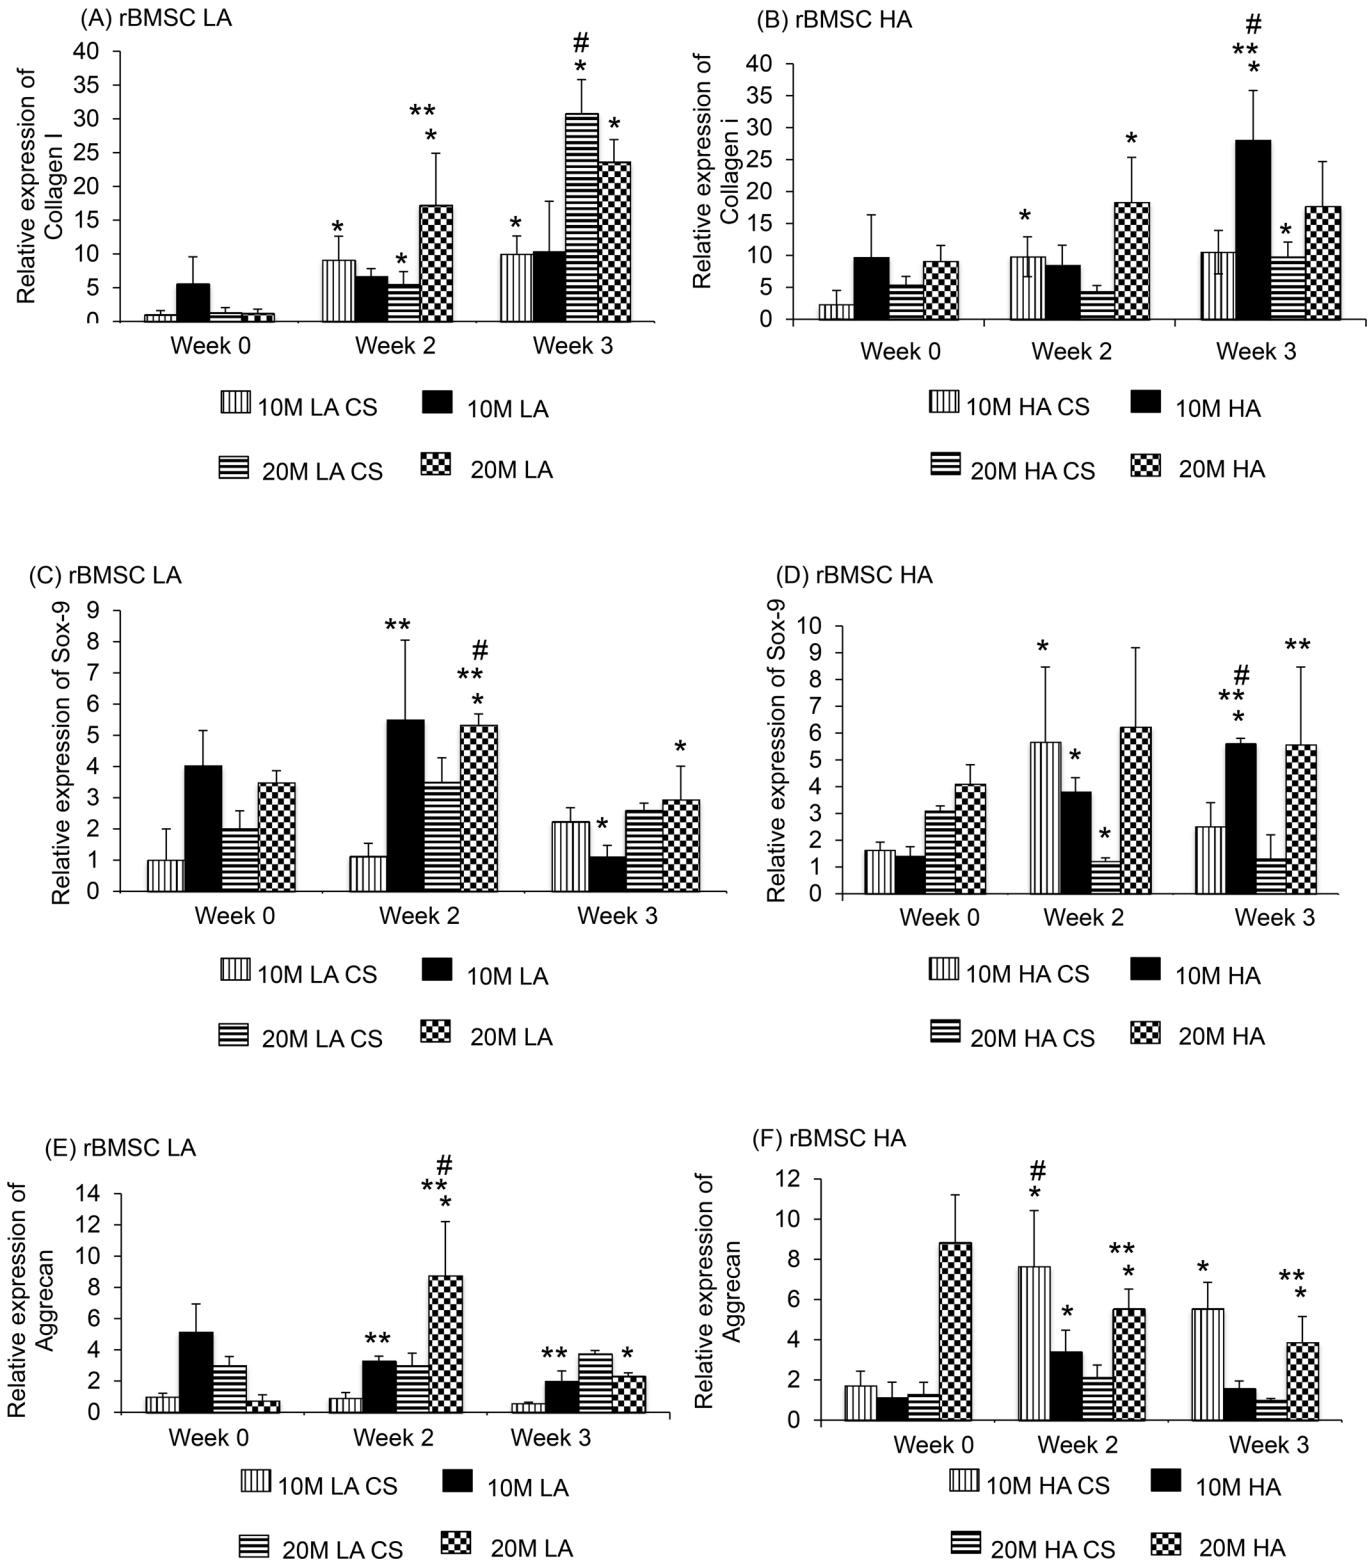 (A) rBMSC LA
Relative expression of
Collagen I
40
35
30
25
20
15
10
5
0
*
*
**
*
*
#
*
*
Week 0
Week 2
Week 3
10M LA CS
10M LA
20M LA CS
20M LA
(B) rBMSC HA
Relative expression of
Collagen i
40
35
30
25
20
15
10
5
0
*
*
#
**
*
*
Week 0
Week 2
Week 3
10M HA CS
10M HA
20M HA CS
20M HA
(C) rBMSC LA
Relative expression of Sox-9
9
8
7
6
5
4
3
2
1
0
**
#
**
*
*
*
Week 0
Week 2
Week 3
10M LA CS
10M LA
20M LA CS
20M LA
(D) rBMSC HA
Relative expression of Sox-9
10
9
8
7
6
5
4
3
2
1
0
*
*
*
#
**
*
**
Week 0
Week 2
Week 3
10M HA CS
10M HA
20M HA CS
20M HA
(E) rBMSC LA
Relative expression of
Aggrecan
14
12
10
8
6
4
2
0
**
#
**
*
**
*
Week 0
Week 2
Week 3
10M LA CS
10M LA
20M LA CS
20M LA
(F) rBMSC HA
Relative expression of
Aggrecan
12
10
8
6
4
2
0
#
*
*
**
*
*
**
*
Week 0
Week 2
Week 3
10M HA CS
10M HA
20M HA CS
20M HA